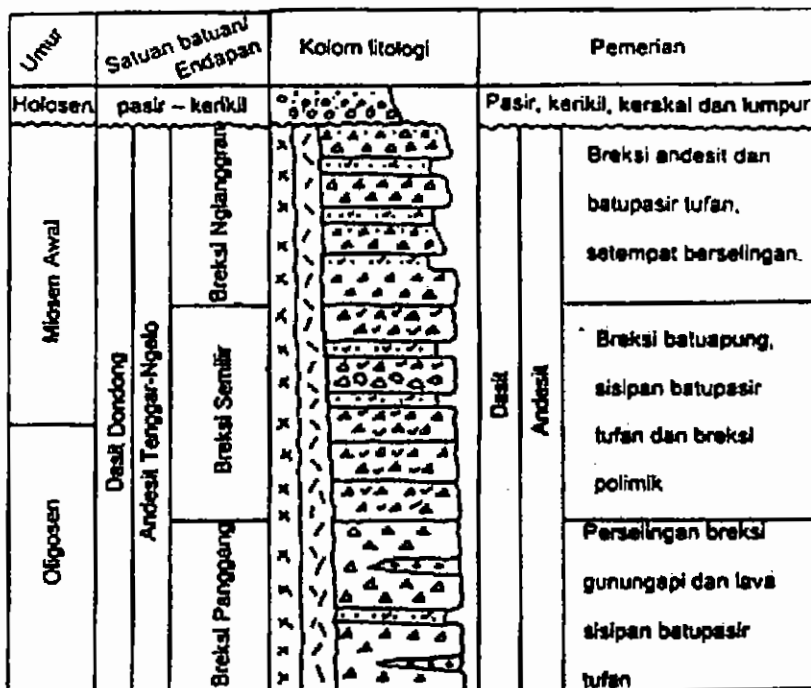 Umur
Satuan batuan/
Endapan
Kolom litologi
Pemerian
Holosen
pasir – kerikil
Pasir, kerikil, kerakal dan lumpur
Miosen Awal
Oligosen
Dasit Dondong
Andesit Tenggar-Ngalo
Breksi Nglanggran
Breksi Semilir
Breksi Panggang
Dasit
Andesit
Breksi andesit dan
batupasir tufan,
setempat berselingan.
Breksi batuapung,
sisipan batupasir
tufan dan breksi
polimik
Perselingan breksi
gunungapi dan lava
sisipan batupasir
tufan